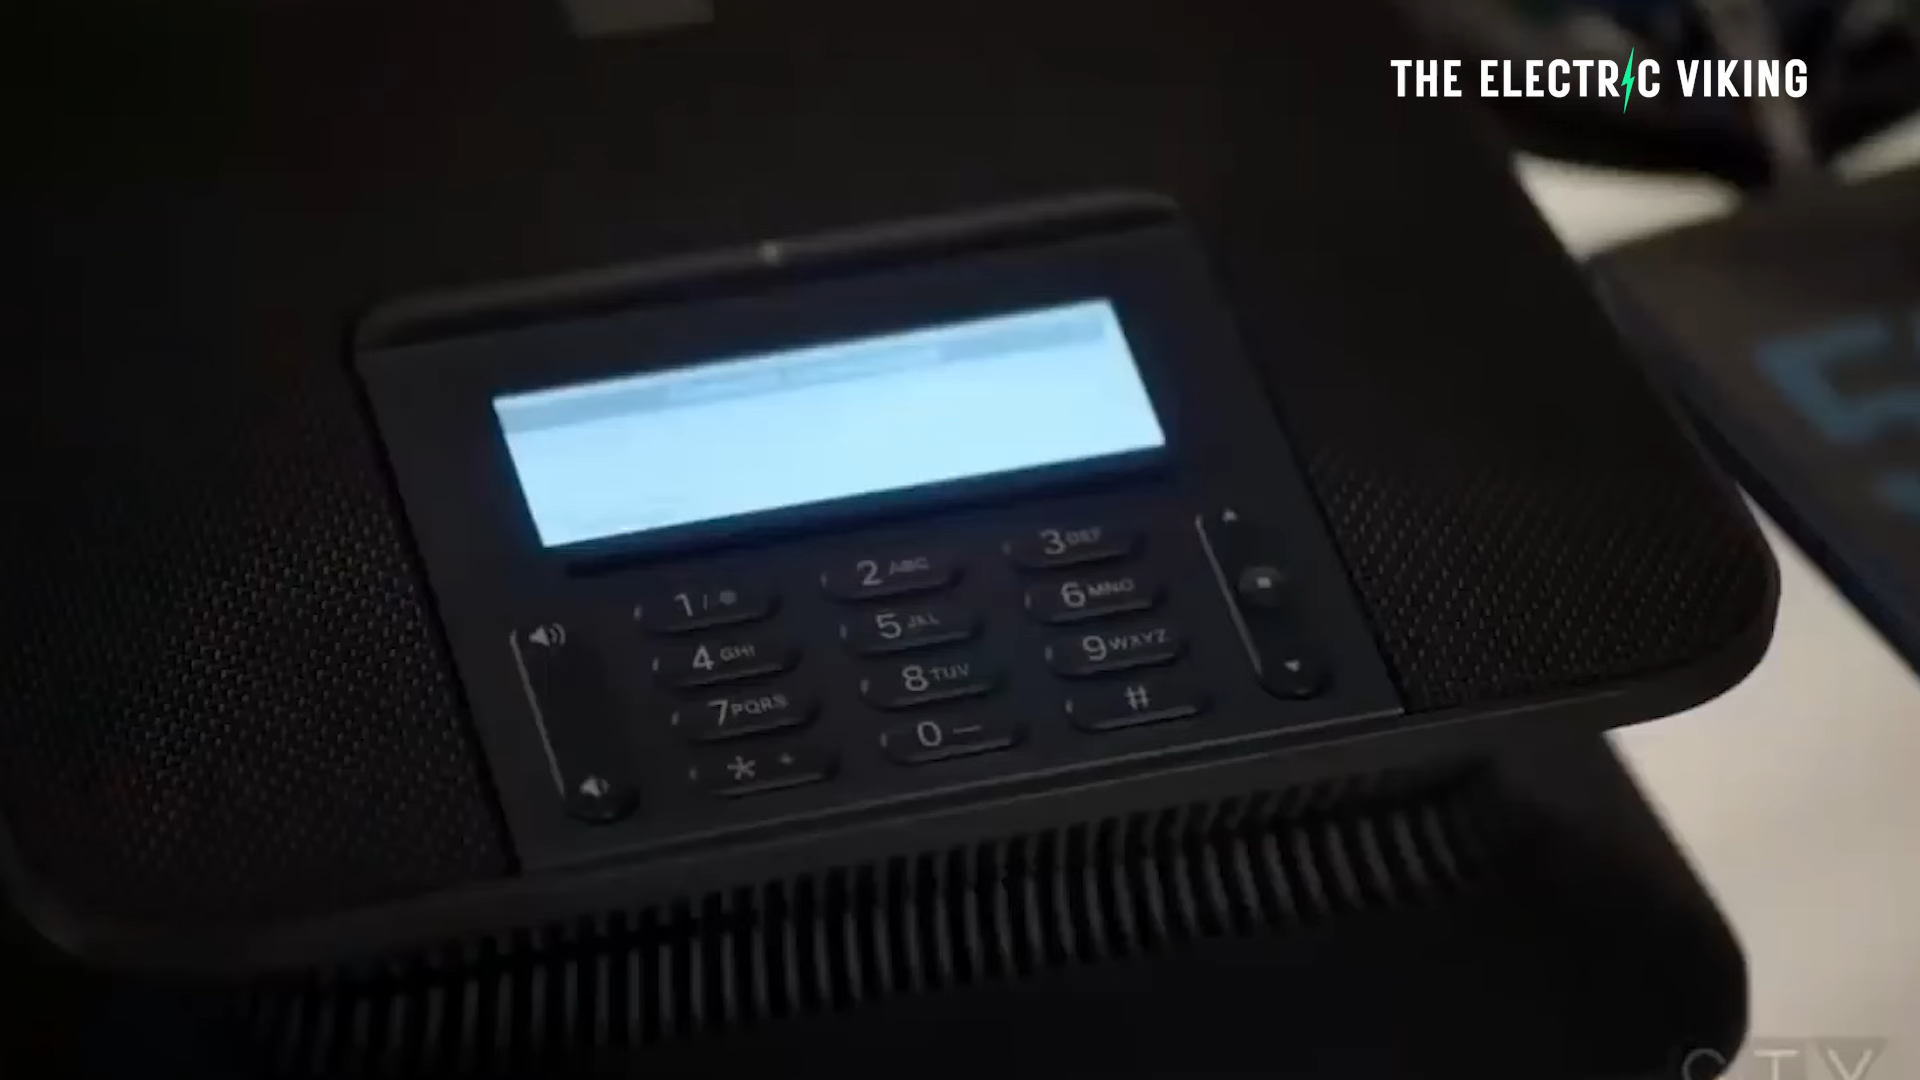 THE ELECTRIC VIKING
1
2 ABC
3 DEF
4 GHI
5 JKL
6 MNO
7 PQRS
8 TUV
9 WXYZ
* +
0 —
#
CTV